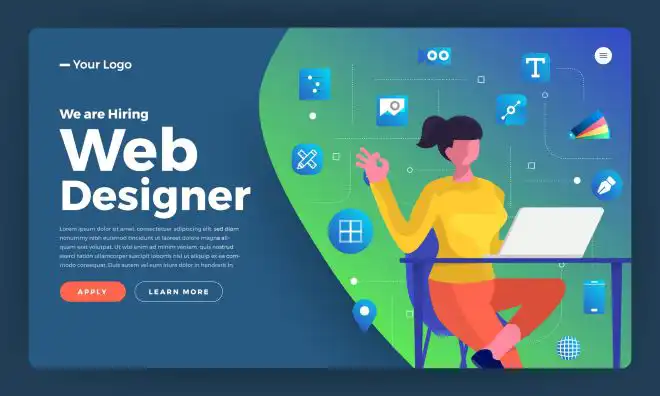 Your Logo
We are Hiring
Web
Designer
Lorem ipsum dolor sit amet, consectetuer adipiscing elit, sed diam
nonummy nibh euismod tincidunt ut laoreet dolore magna ali-
quam erat volutpat. Ut wisi enim ad minim veniam, quis nostrud
exerci tation ullamcorper suscipit lobortis nisl ut aliquip ex ea com-
modo consequat. Duis autem vel eum iriure dolor in hendrerit in
APPLY
LEARN MORE
T